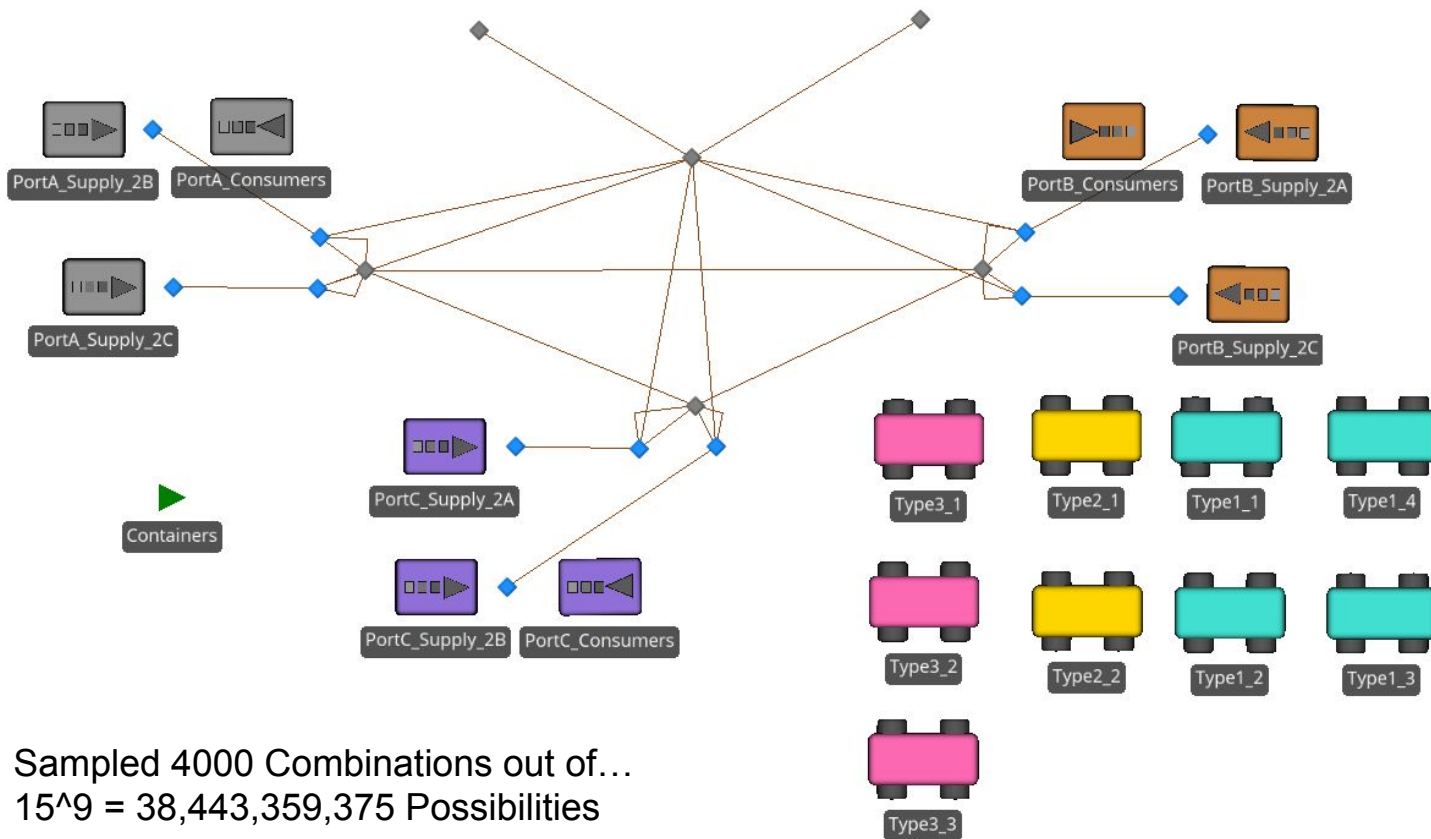 PortA_Supply_2B
PortA_Consumers
PortB_Consumers
PortB_Supply_2A
PortA_Supply_2C
PortB_Supply_2C
PortC_Supply_2A
Containers
PortC_Supply_2B
PortC_Consumers
Type3_1
Type2_1
Type1_1
Type1_4
Type3_2
Type2_2
Type1_2
Type1_3
Type3_3
Sampled 4000 Combinations out of…
15^9 = 38,443,359,375 Possibilities